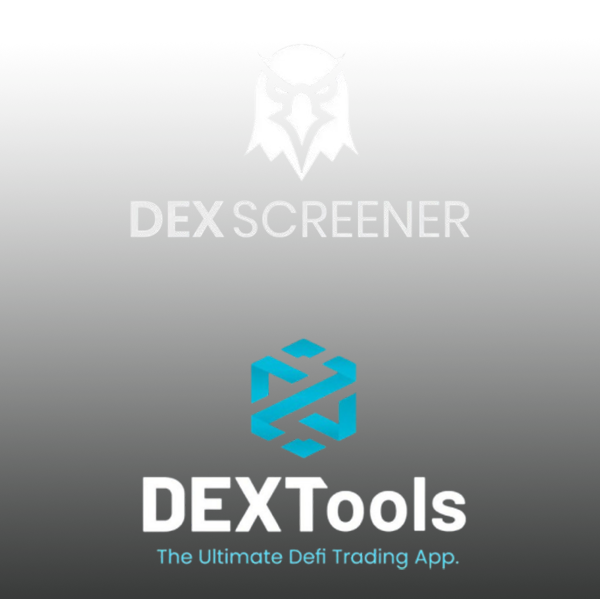 DEX SCREENER
DEXTools
The Ultimate Defi Trading App.